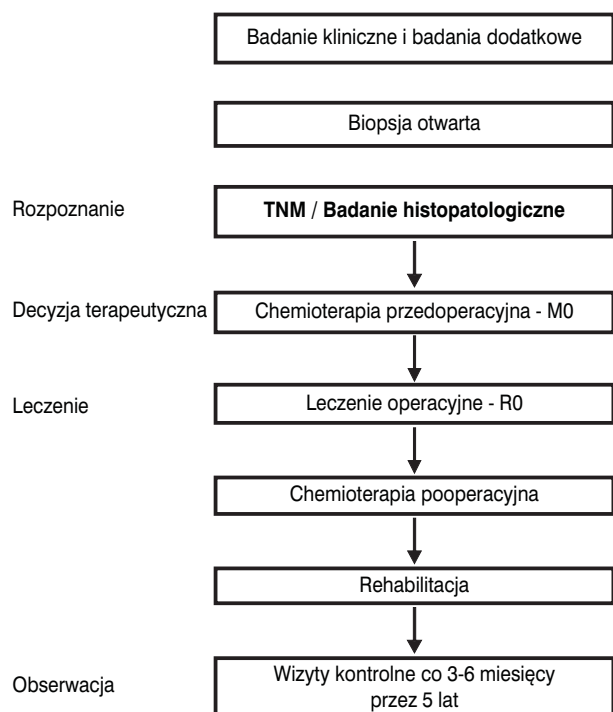 Badanie kliniczne i badania dodatkowe
Biopsja otwarta
Rozpoznanie
TNM / Badanie histopatologiczne
Decyzja terapeutyczna
Chemioterapia przedoperacyjna - M0
Leczenie
Leczenie operacyjne - R0
Chemioterapia pooperacyjna
Rehabilitacja
Obserwacja
Wizyty kontrolne co 3-6 miesięcy
przez 5 lat